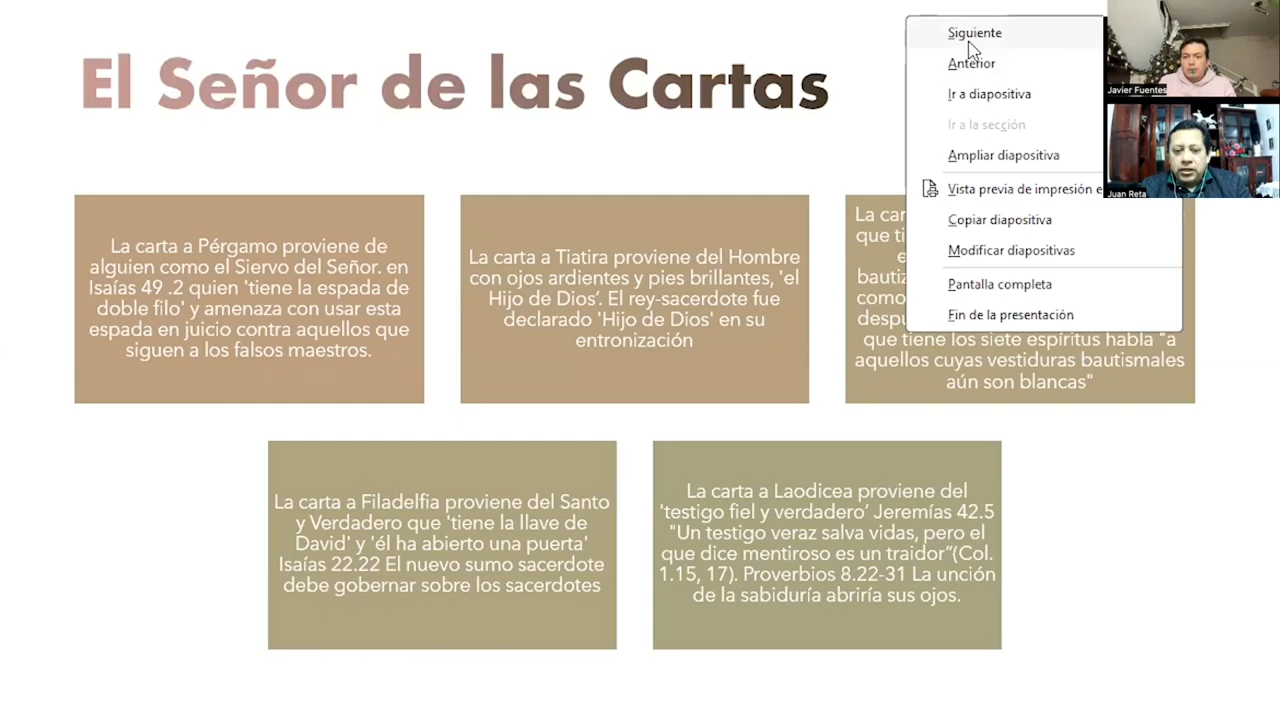 El Señor de las Cartas
Siguiente
Anterior
Ir a diapositiva
Ir a la sección
Ampliar diapositiva
Vista previa de impresión e
Copiar diapositiva
Modificar diapositivas
Pantalla completa
Fin de la presentación
Javier Fuentes
Juan Reta
La carta a Pérgamo proviene de
alguien como el Siervo del Señor. en
Isaías 49 .2 quien 'tiene la espada de
doble filo' y amenaza con usar esta
espada en juicio contra aquellos que
siguen a los falsos maestros.
La carta a Tiatira proviene del Hombre
con ojos ardientes y pies brillantes, 'el
Hijo de Dios'. El rey-sacerdote fue
declarado 'Hijo de Dios' en su
entronización
La car
que ti
e
bautiz
como
despu
que tiene los siete espíritus habla "a
aquellos cuyas vestiduras bautismales
aún son blancas"
La carta a Filadelfia proviene del Santo
y Verdadero que 'tiene la llave de
David' y 'él ha abierto una puerta'
Isaías 22.22 El nuevo sumo sacerdote
debe gobernar sobre los sacerdotes
La carta a Laodicea proviene del
'testigo fiel y verdadero' Jeremías 42.5
"Un testigo veraz salva vidas, pero el
que dice mentiroso es un traidor"(Col.
1.15, 17). Proverbios 8.22-31 La unción
de la sabiduría abriría sus ojos.